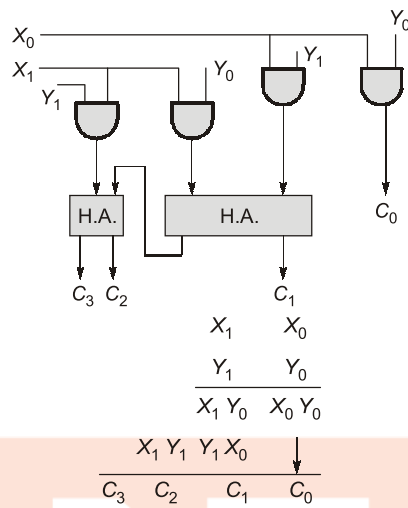 X₀ Y₀
X₁ Y₀ Y₁
Y₁
H.A. H.A.
C₀
C₃ C₂ C₁
X₁ X₀
Y₁ Y₀
X₁ Y₀ X₀ Y₀
X₁ Y₁ Y₁ X₀
C₃ C₂ C₁ C₀